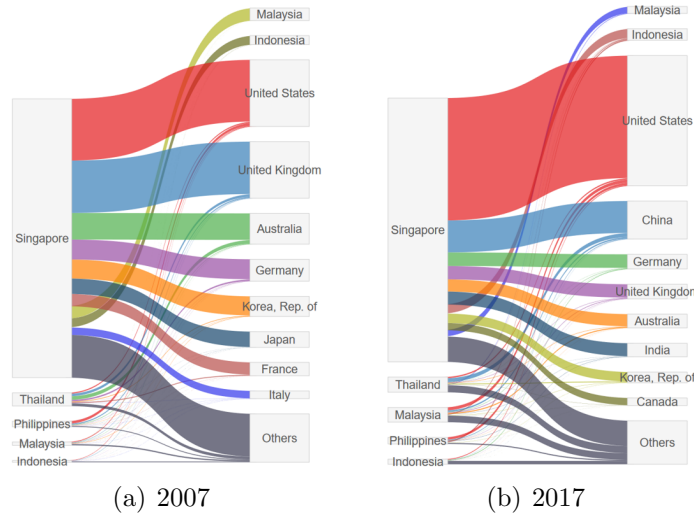 Singapore
Thailand
Philippines
Malaysia
Indonesia
Malaysia
Indonesia
United States
United Kingdom
Australia
Germany
Korea, Rep. of
Japan
France
Italy
Others
(a) 2007
Singapore
Thailand
Malaysia
Philippines
Indonesia
Malaysia
Indonesia
United States
China
Germany
United Kingdom
Australia
India
Korea, Rep. of
Canada
Others
(b) 2017